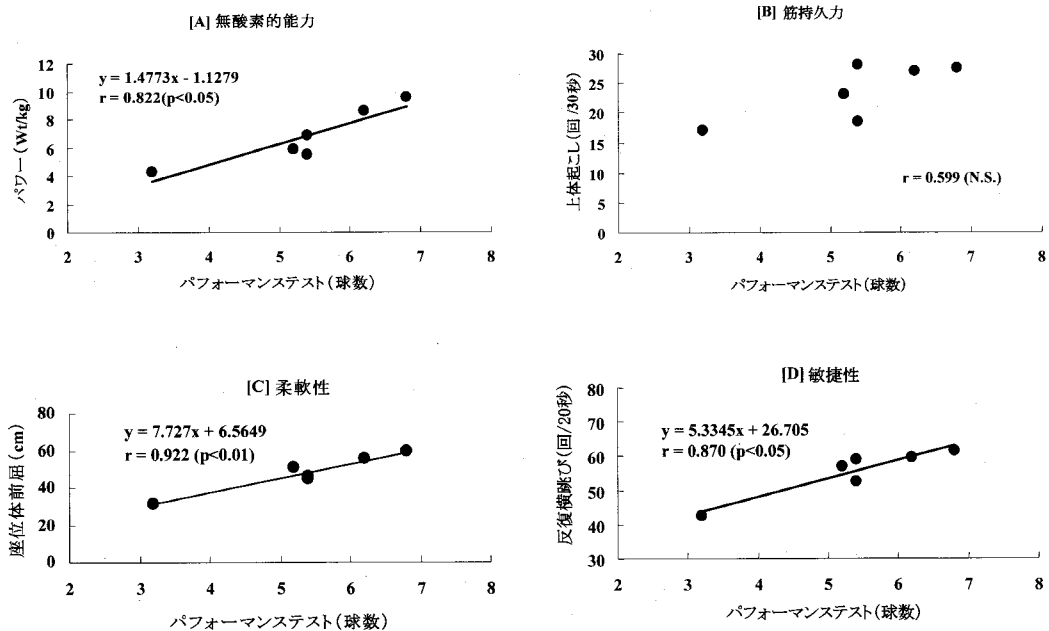 [A] 無酸素的能力
y = 1.4773x - 1.1279
r = 0.822(p<0.05)
パワー(Wt/kg)
12
10
8
6
4
2
0
2 3 4 5 6 7 8
パフォーマンステスト(球数)
[B] 筋持久力
上体起こし(回/30秒)
30
25
20
15
10
5
0
r = 0.599 (N.S.)
2 3 4 5 6 7 8
パフォーマンステスト(球数)
[C] 柔軟性
y = 7.727x + 6.5649
r = 0.922 (p<0.01)
座位体前屈(cm)
80
60
40
20
0
2 3 4 5 6 7 8
パフォーマンステスト(球数)
[D] 敏捷性
y = 5.3345x + 26.705
r = 0.870 (p<0.05)
反復横跳び(回/20秒)
80
70
60
50
40
30
2 3 4 5 6 7 8
パフォーマンステスト(球数)